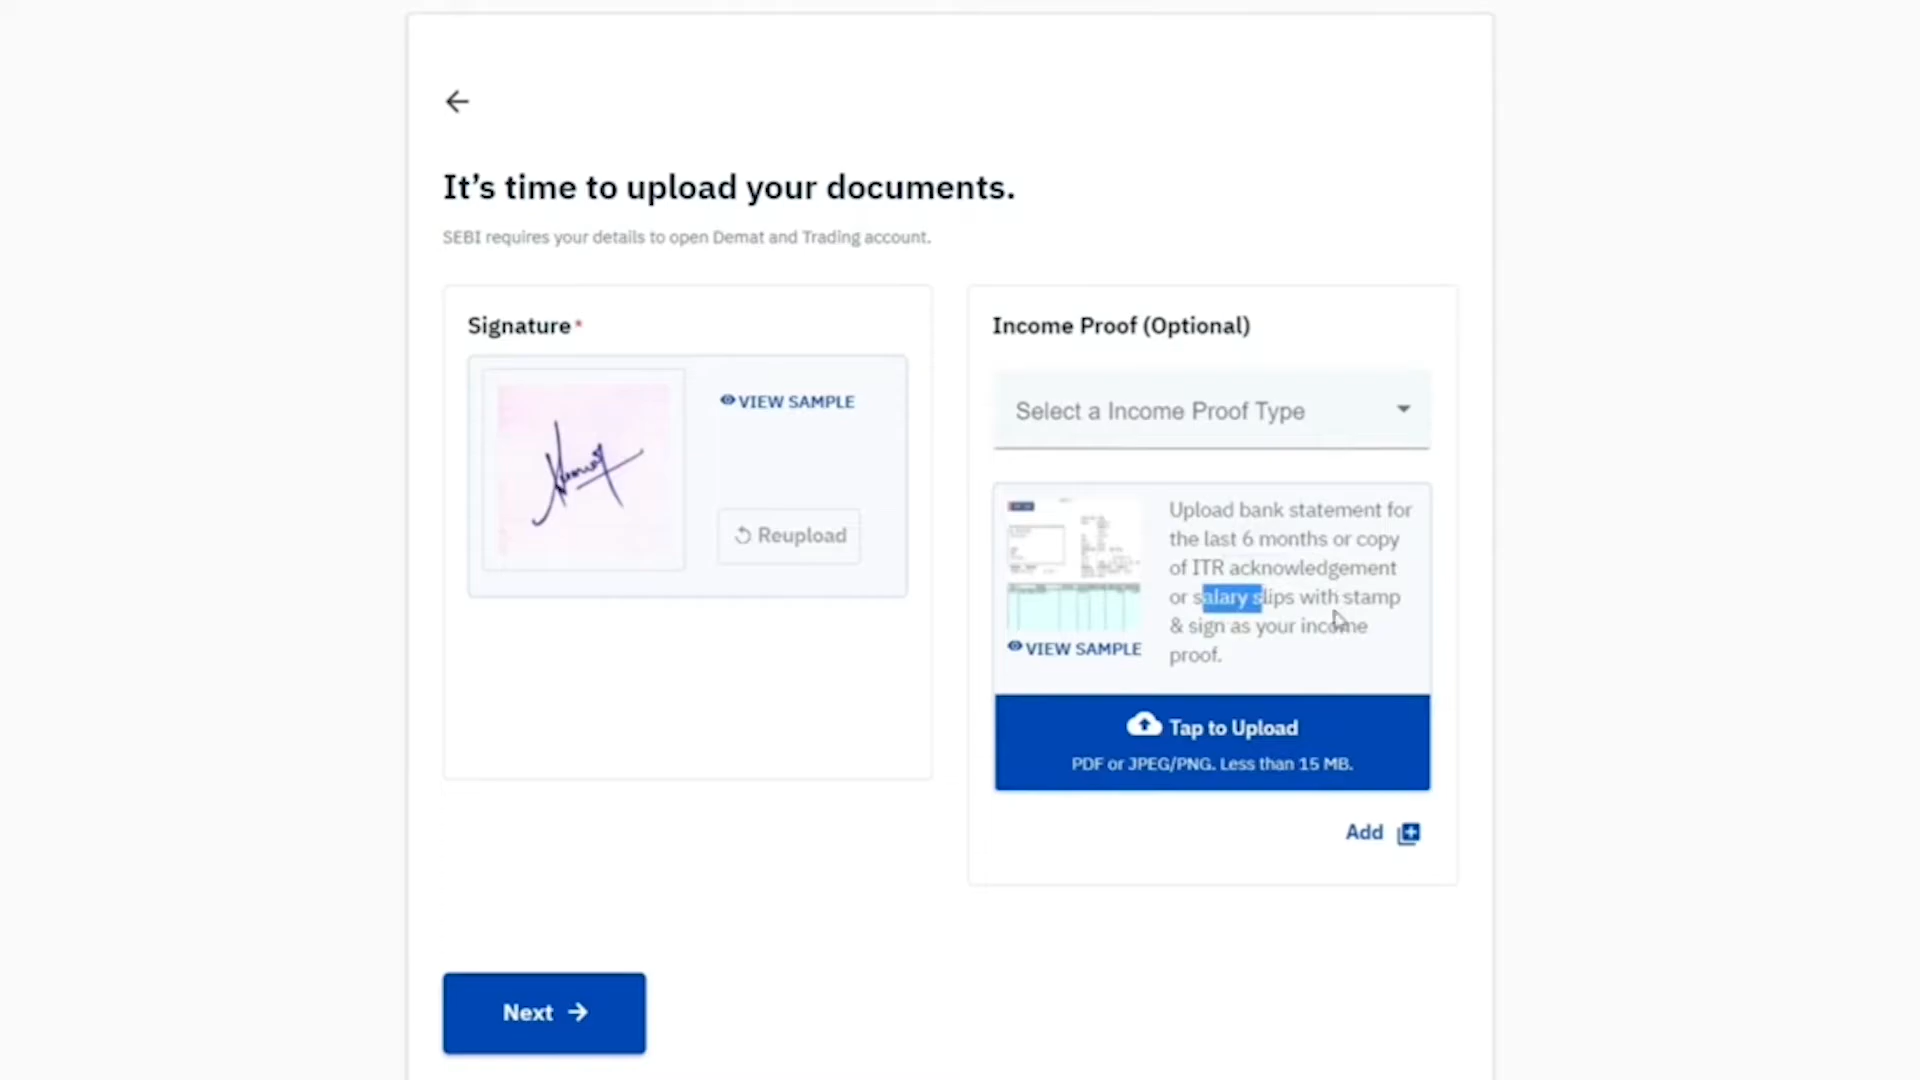 It's time to upload your documents.
SEBI requires your details to open Demat and Trading account.
Signature*
VIEW SAMPLE
Reupload
Income Proof (Optional)
Select a Income Proof Type
Upload bank statement for
the last 6 months or copy
of ITR acknowledgement
or salary slips with stamp
& sign as your income
proof.
VIEW SAMPLE
Tap to Upload
PDF or JPEG/PNG. Less than 15 MB.
Add
Next